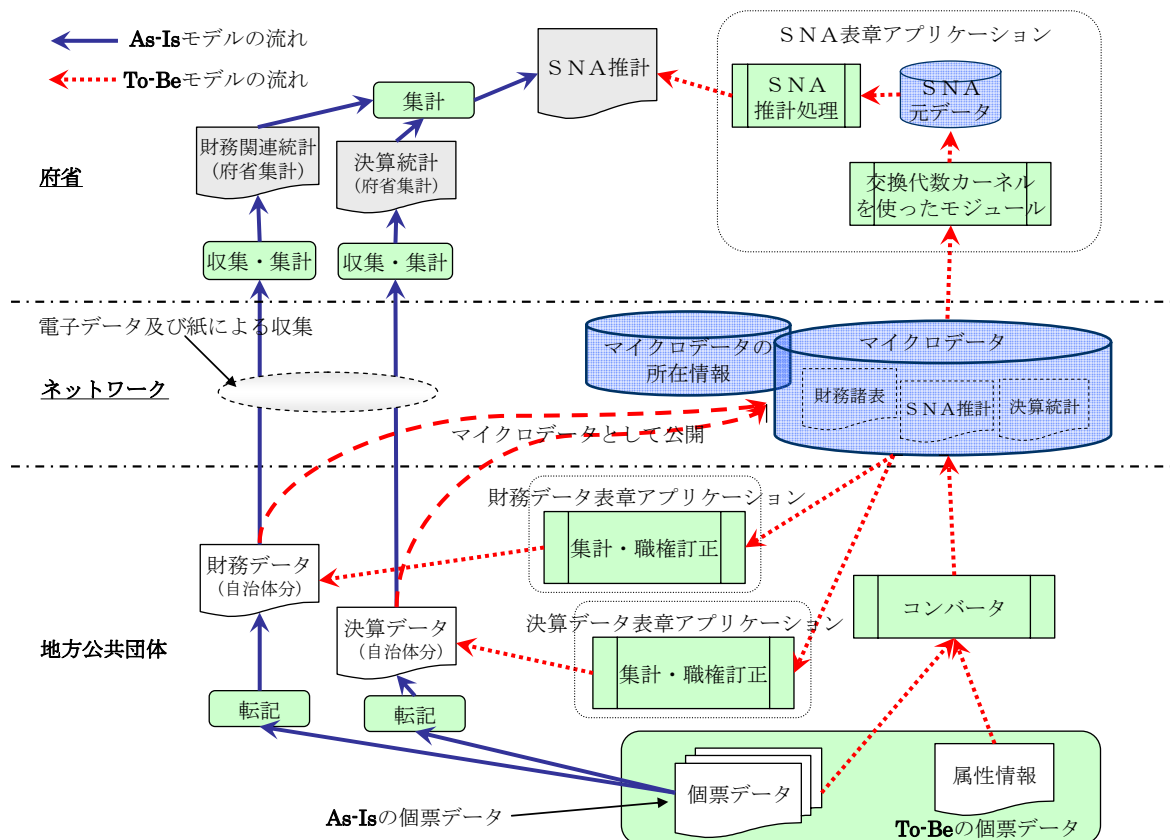 As-Isモデルの流れ
To-Beモデルの流れ
ＳＮＡ表章アプリケーション
ＳＮＡ推計
ＳＮＡ
推計処理
ＳＮＡ
元データ
集計
財務関連統計
(府省集計)
決算統計
(府省集計)
府省
交換代数カーネル
を使ったモジュール
収集・集計
収集・集計
電子データ及び紙による収集
マイクロデータの
所在情報
マイクロデータ
ネットワーク
財務諸表
ＳＮＡ推計
決算統計
マイクロデータとして公開
財務データ表章アプリケーション
集計・職権訂正
財務データ
(自治体分)
コンバータ
決算データ表章アプリケーション
決算データ
(自治体分)
地方公共団体
集計・職権訂正
転記
転記
個票データ
属性情報
As-Isの個票データ
To-Beの個票データ